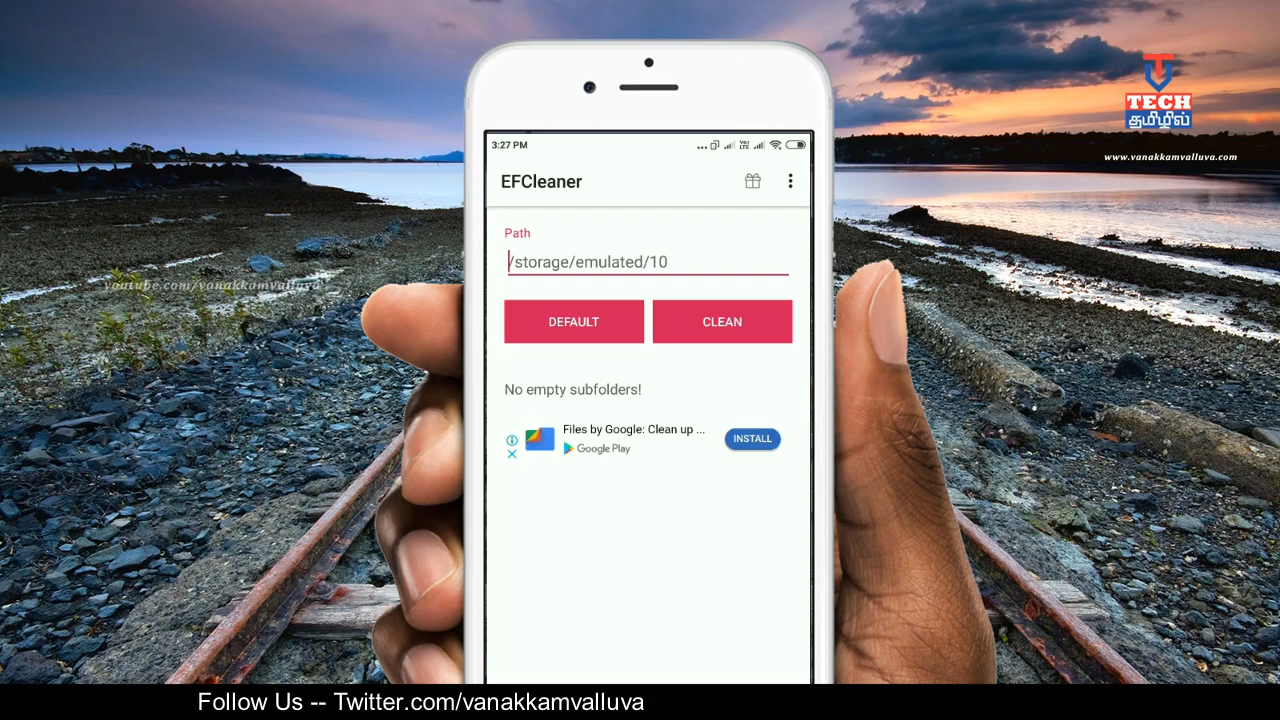 TECH
தமிழில்
www.vanakkamvalluva.com
youtube.com/vanakkamvalluva
3:27 PM
EFCleaner
Path
/storage/emulated/10
DEFAULT
CLEAN
No empty subfolders!
Files by Google: Clean up ...
Google Play
INSTALL
Follow Us -- Twitter.com/vanakkamvalluva